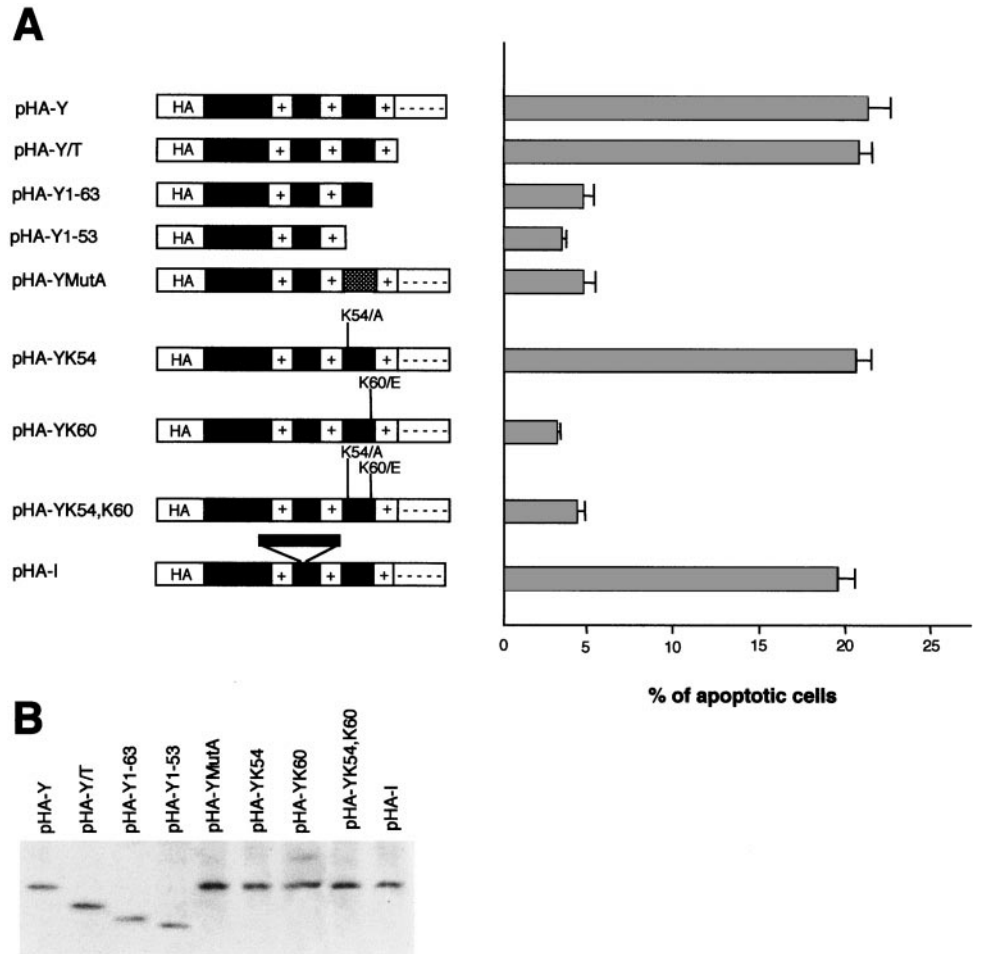 A
pHA-Y HA + + + -----
pHA-Y/T HA + + +
pHA-Y1-63 HA + +
pHA-Y1-53 HA + +
pHA-YMutA HA + + + -----
K54/A
pHA-YK54 HA + + + -----
K60/E
pHA-YK60 HA + + + -----
K54/A
K60/E
pHA-YK54,K60 HA + + + -----
pHA-I HA + + + -----
0 5 10 15 20 25
% of apoptotic cells
B
pHA-Y
pHA-Y/T
pHA-Y1-63
pHA-Y1-53
pHA-YMutA
pHA-YK54
pHA-YK60
pHA-YK54,K60
pHA-I